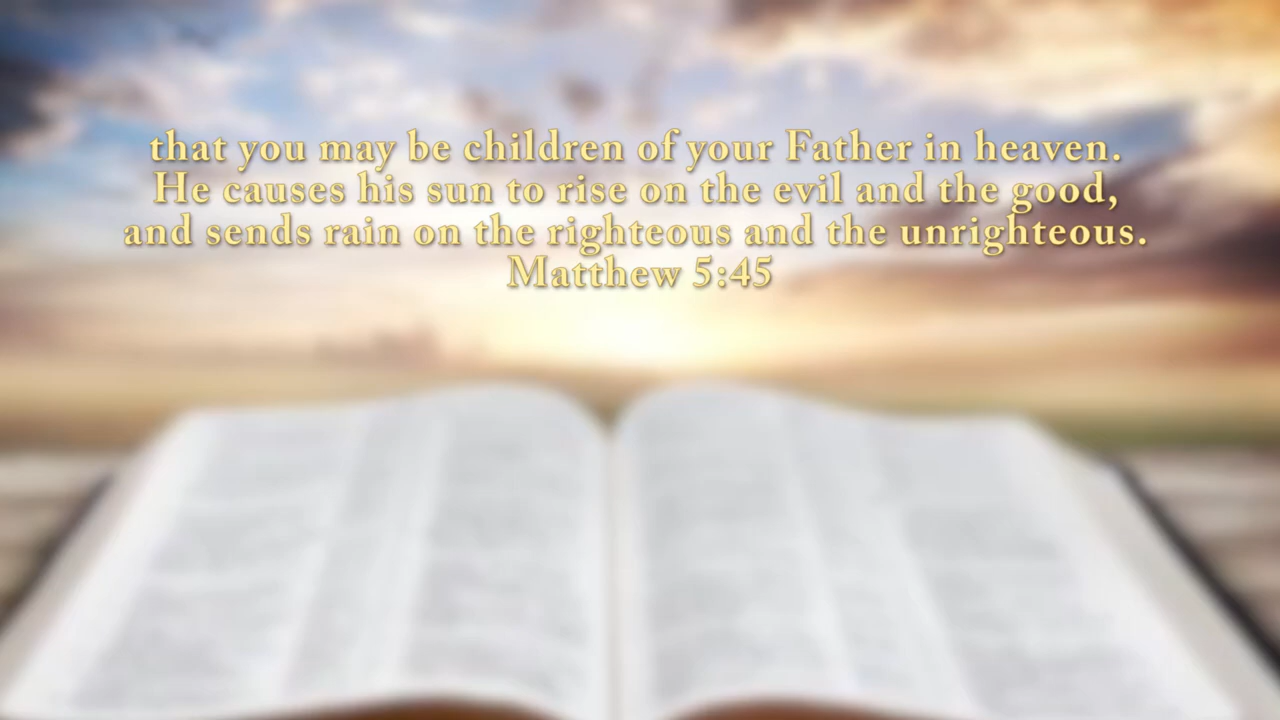 that you may be children of your Father in heaven.
He causes his sun to rise on the evil and the good,
and sends rain on the righteous and the unrighteous.
Matthew 5:45